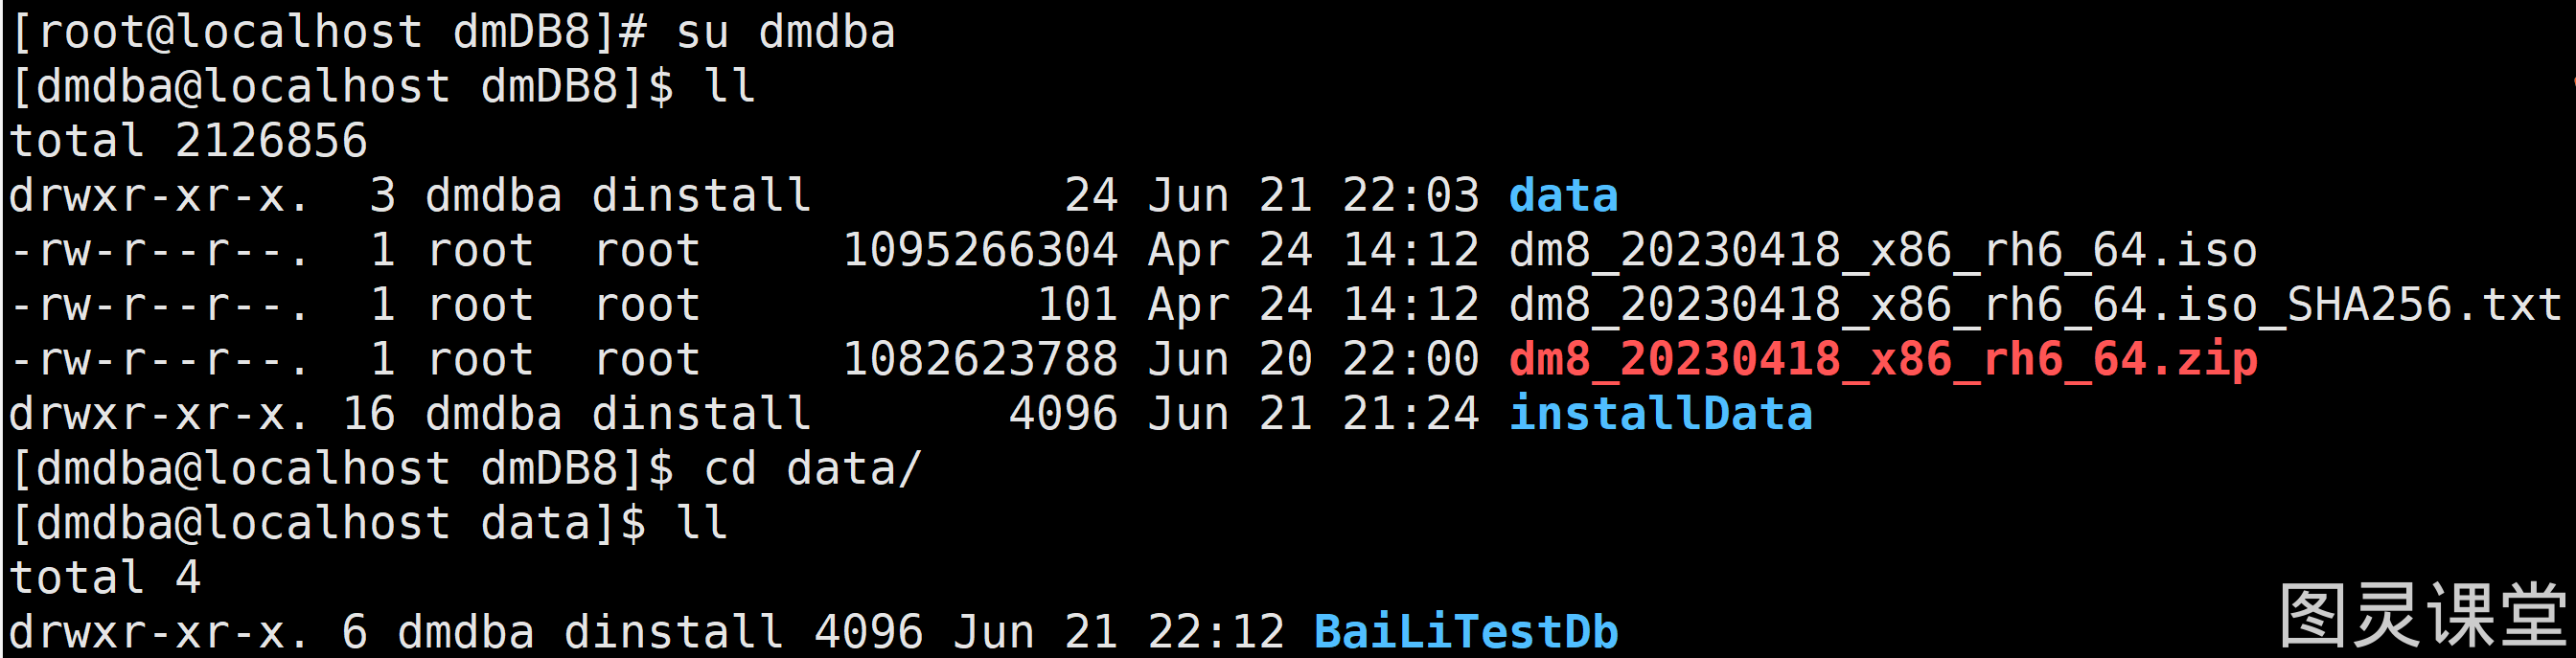 [root@localhost dmDB8]# su dmdba
[dmdba@localhost dmDB8]$ ll
total 2126856
drwxr-xr-x.  3 dmdba dinstall         24 Jun 21 22:03 data
-rw-r--r--.  1 root  root     1095266304 Apr 24 14:12 dm8_20230418_x86_rh6_64.iso
-rw-r--r--.  1 root  root            101 Apr 24 14:12 dm8_20230418_x86_rh6_64.iso_SHA256.txt
-rw-r--r--.  1 root  root     1082623788 Jun 20 22:00 dm8_20230418_x86_rh6_64.zip
drwxr-xr-x. 16 dmdba dinstall       4096 Jun 21 21:24 installData
[dmdba@localhost dmDB8]$ cd data/
[dmdba@localhost data]$ ll
total 4
drwxr-xr-x. 6 dmdba dinstall 4096 Jun 21 22:12 BaiLiTestDb
图灵课堂